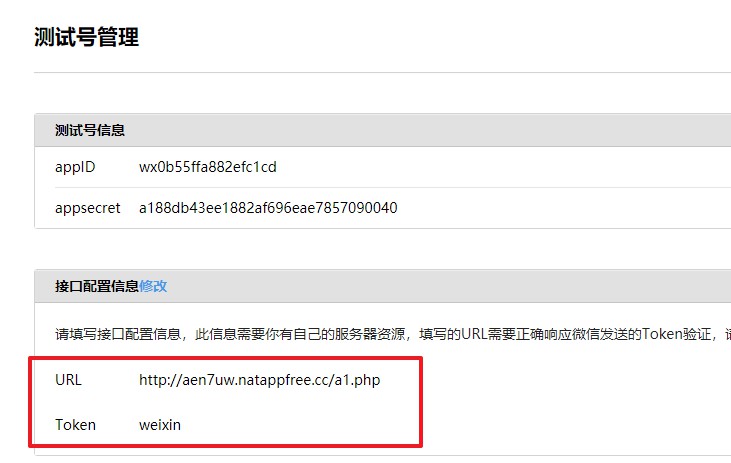 测试号管理
测试号信息
appID wx0b55ffa882efc1cd
appsecret a188db43ee1882af696eae7857090040
接口配置信息修改
请填写接口配置信息，此信息需要你有自己的服务器资源，填写的URL需要正确响应微信发送的Token验证，
URL http://aen7uw.natappfree.cc/a1.php
Token weixin